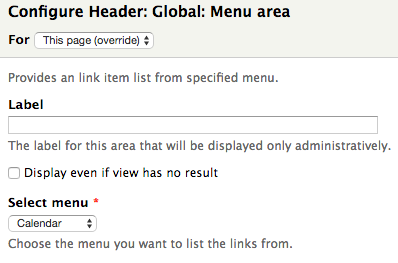 Configure Header: Global: Menu area
For This page (override)
Provides an link item list from specified menu.
Label
The label for this area that will be displayed only administratively.
Display even if view has no result
Select menu *
Calendar
Choose the menu you want to list the links from.